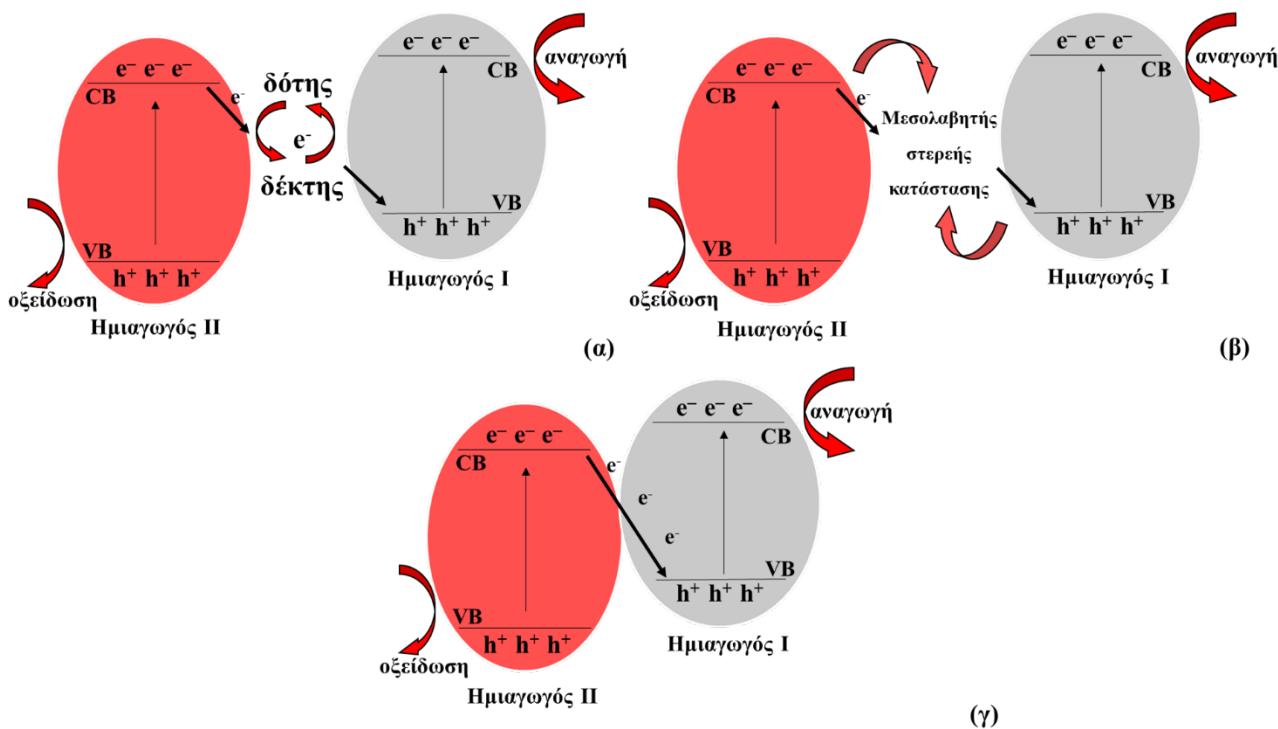 e⁻ e⁻ e⁻
CB
e⁻
δότης
e⁻
δέκτης
VB
h⁺ h⁺ h⁺
οξείδωση
Ημιαγωγός II
e⁻ e⁻ e⁻
CB
αναγωγή
VB
h⁺ h⁺ h⁺
Ημιαγωγός I
(α)
e⁻ e⁻ e⁻
CB
e⁻
Μεσολαβητής
στερεής
κατάστασης
VB
h⁺ h⁺ h⁺
οξείδωση
Ημιαγωγός II
e⁻ e⁻ e⁻
CB
αναγωγή
VB
h⁺ h⁺ h⁺
Ημιαγωγός I
(β)
e⁻ e⁻ e⁻
CB
e⁻
e⁻
e⁻
VB
h⁺ h⁺ h⁺
οξείδωση
Ημιαγωγός II
e⁻ e⁻ e⁻
CB
αναγωγή
VB
h⁺ h⁺ h⁺
Ημιαγωγός I
(γ)